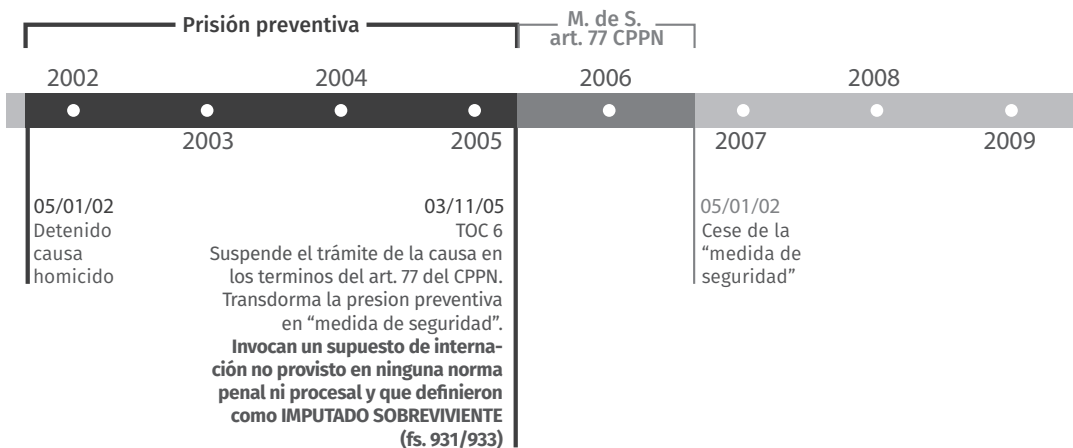 Prisión preventiva
M. de S.
art. 77 CPPN
2002
2004
2006
2008
2003
2005
2007
2009
05/01/02
Detenido
causa
homicido
03/11/05
TOC 6
Suspende el trámite de la causa en
los terminos del art. 77 del CPPN.
Transdorma la presion preventiva
en “medida de seguridad”.
Invocan un supuesto de interna-
ción no provisto en ninguna norma
penal ni procesal y que definieron
como IMPUTADO SOBREVIVIENTE
(fs. 931/933)
05/01/02
Cese de la
“medida de
seguridad”